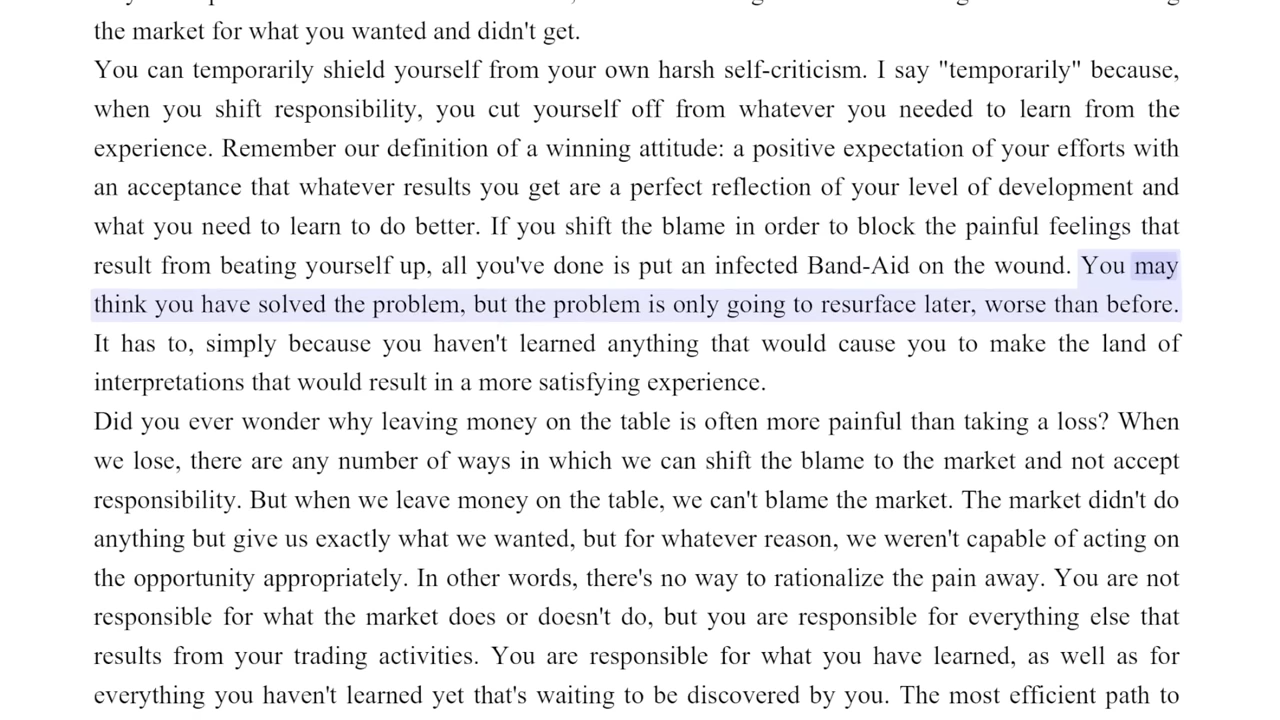 the market for what you wanted and didn't get.
You can temporarily shield yourself from your own harsh self-criticism. I say "temporarily" because,
when you shift responsibility, you cut yourself off from whatever you needed to learn from the
experience. Remember our definition of a winning attitude: a positive expectation of your efforts with
an acceptance that whatever results you get are a perfect reflection of your level of development and
what you need to learn to do better. If you shift the blame in order to block the painful feelings that
result from beating yourself up, all you've done is put an infected Band-Aid on the wound. You may
think you have solved the problem, but the problem is only going to resurface later, worse than before.
It has to, simply because you haven't learned anything that would cause you to make the land of
interpretations that would result in a more satisfying experience.
Did you ever wonder why leaving money on the table is often more painful than taking a loss? When
we lose, there are any number of ways in which we can shift the blame to the market and not accept
responsibility. But when we leave money on the table, we can't blame the market. The market didn't do
anything but give us exactly what we wanted, but for whatever reason, we weren't capable of acting on
the opportunity appropriately. In other words, there's no way to rationalize the pain away. You are not
responsible for what the market does or doesn't do, but you are responsible for everything else that
results from your trading activities. You are responsible for what you have learned, as well as for
everything you haven't learned yet that's waiting to be discovered by you. The most efficient path to